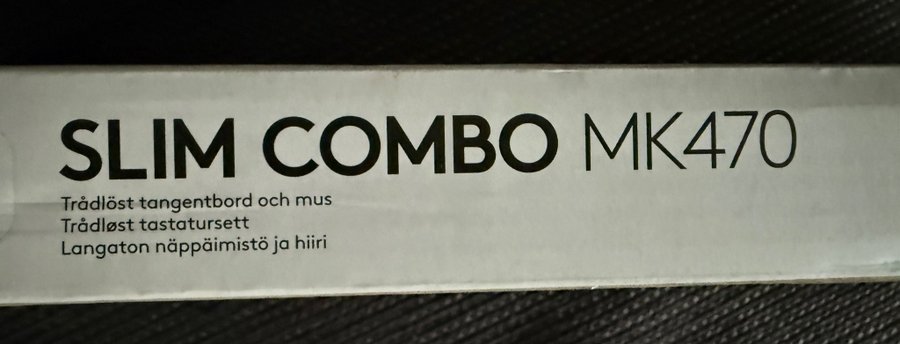 SLIM COMBO MK470
Trådlöst tangentbord och mus
Trådløst tastatursett
Langaton näppäimistö ja hiiri